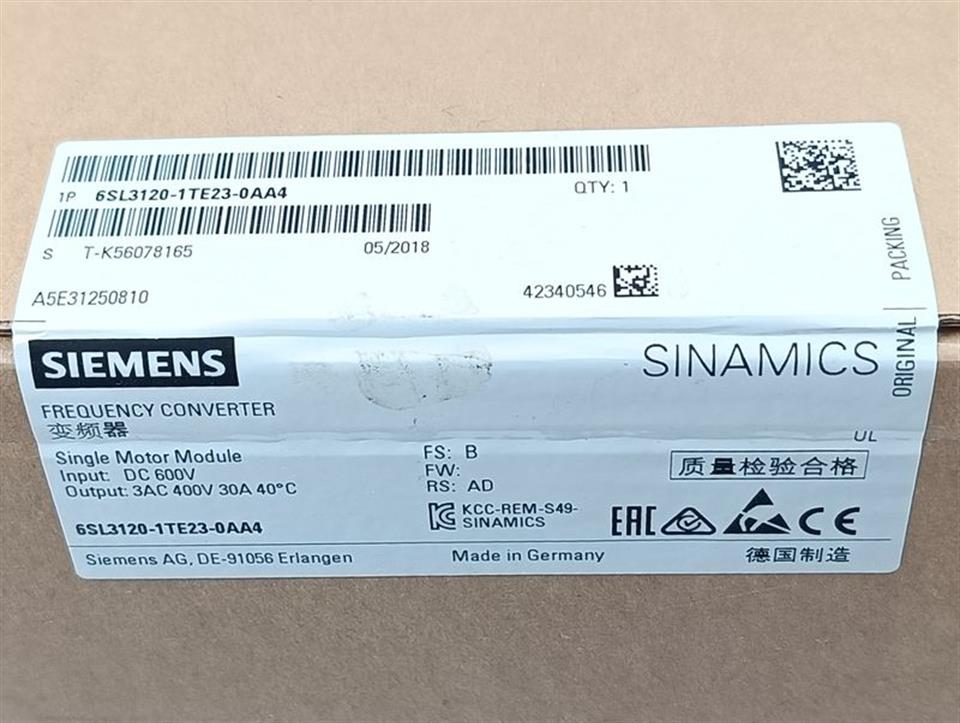 1P 6SL3120-1TE23-0AA4 QTY: 1
S T-K56078165 05/2018
A5E31250810 42340546
ORIGINAL PACKING
SIEMENS SINAMICS
FREQUENCY CONVERTER
变频器
UL
Single Motor Module FS: B
Input: DC 600V FW:
Output: 3AC 400V 30A 40°C RS: AD
质量检验合格
KCC-REM-S49-
SINAMICS
6SL3120-1TE23-0AA4
EAC CE
Siemens AG, DE-91056 Erlangen Made in Germany 德国制造